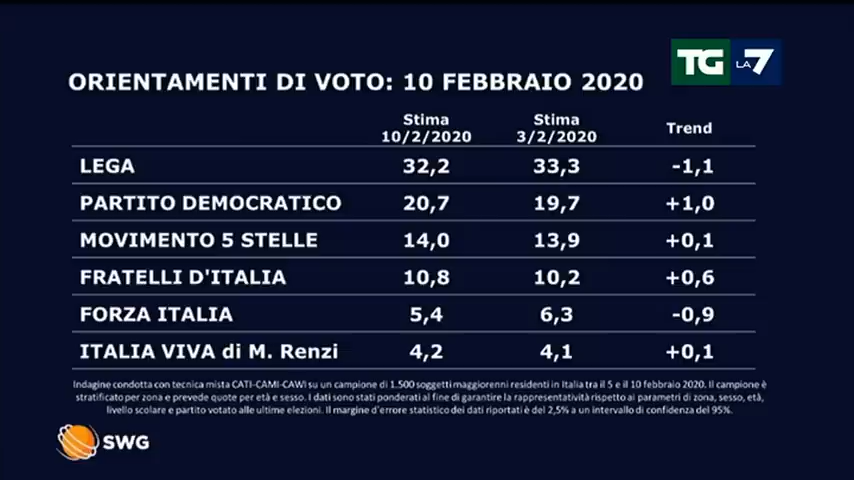 TG LA 7
ORIENTAMENTI DI VOTO: 10 FEBBRAIO 2020
Stima 10/2/2020 Stima 3/2/2020 Trend
LEGA 32,2 33,3 -1,1
PARTITO DEMOCRATICO 20,7 19,7 +1,0
MOVIMENTO 5 STELLE 14,0 13,9 +0,1
FRATELLI D'ITALIA 10,8 10,2 +0,6
FORZA ITALIA 5,4 6,3 -0,9
ITALIA VIVA di M. Renzi 4,2 4,1 +0,1
Indagine condotta con tecnica mista CATI-CAMI-CAWI su un campione di 1.500 soggetti maggiorenni residenti in Italia tra il 5 e il 10 febbraio 2020. Il campione è
stratificato per zona e prevede quote per età e sesso. I dati sono stati ponderati al fine di garantire la rappresentatività rispetto ai parametri di zona, sesso, età,
livello scolare e partito votato alle ultime elezioni. Il margine d'errore statistico dei dati riportati è del 2,5% a un intervallo di confidenza del 95%.
SWG